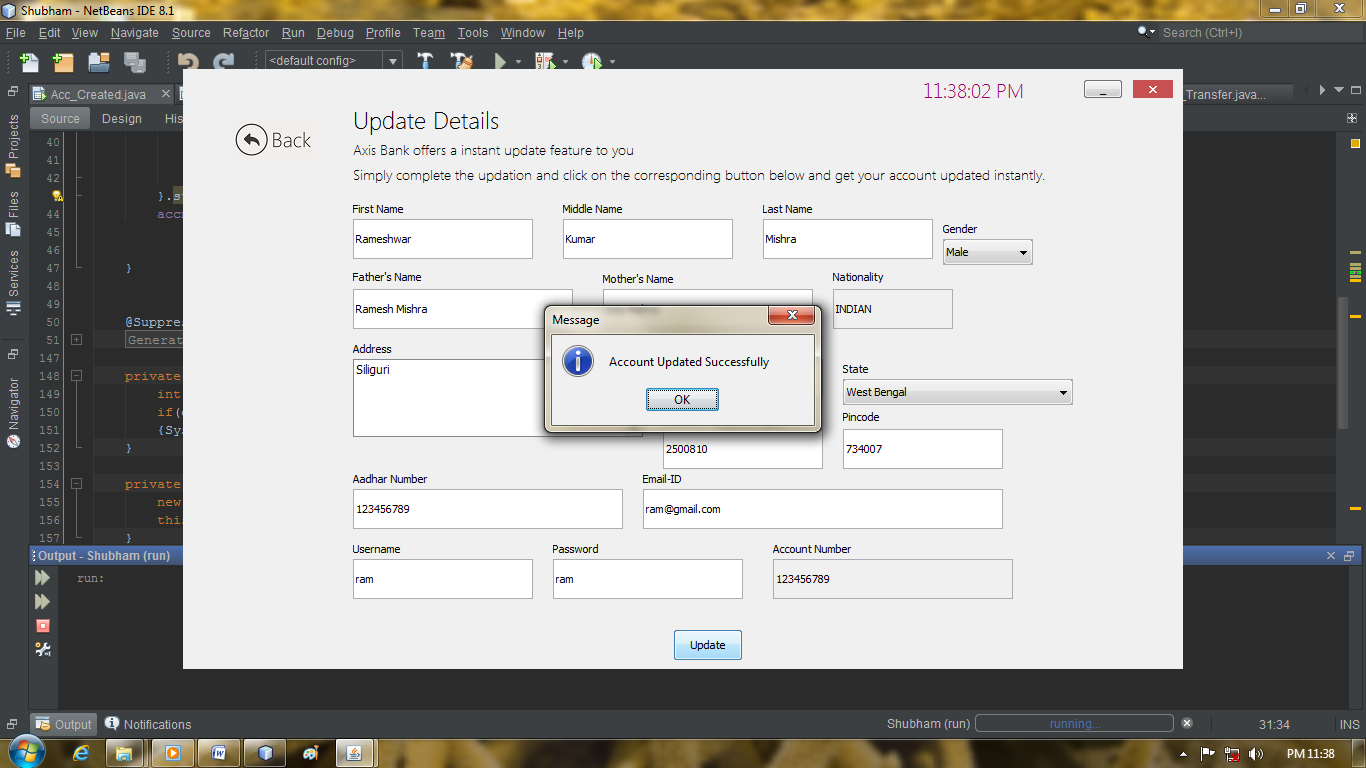 Shubham - NetBeans IDE 8.1
File Edit View Navigate Source Refactor Run Debug Profile Team Tools Window Help
Search (Ctrl+I)
<default config>
Acc_Created.java
_Transfer.java...
Source Design His
Projects
Files
Services
Navigator
11:38:02 PM
Back
Update Details
Axis Bank offers a instant update feature to you
Simply complete the updation and click on the corresponding button below and get your account updated instantly.
First Name Middle Name Last Name Gender
Rameshwar Kumar Mishra Male
Father's Name Mother's Name Nationality
Ramesh Mishra INDIAN
Message
Account Updated Successfully
OK
Address State
Siliguri West Bengal
Pincode
2500810 734007
Aadhar Number Email-ID
123456789 ram@gmail.com
Username Password Account Number
ram ram 123456789
Update
40
41
42
}.s
44 acc
46
47 }
48
49
50 @Suppres
51 Generat
147
148 private
149 int
150 if(
151 {Sy
152 }
153
154 private
155 new
156 thi
157 }
Output - Shubham (run)
run:
Output Notifications
Shubham (run) running... 31:34 INS
PM 11:38